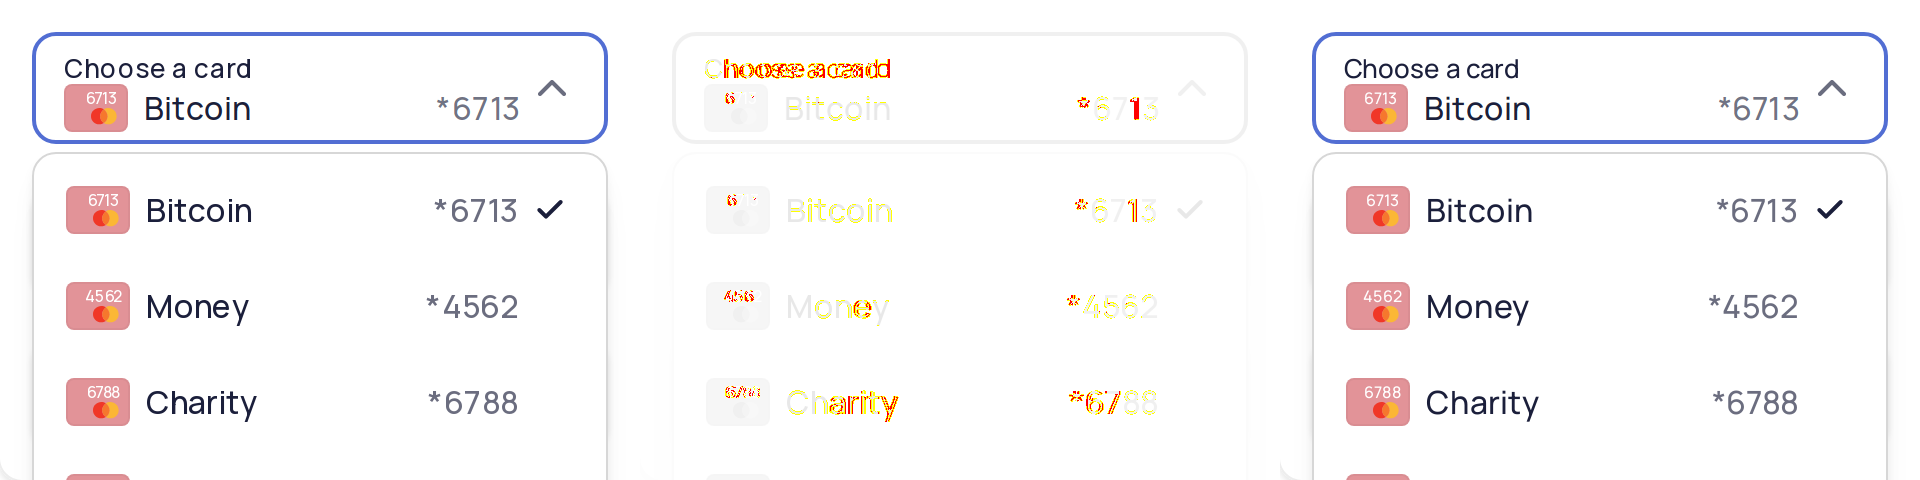 Choose a card
6713 Bitcoin *6713
6713 Bitcoin *6713
4562 Money *4562
6788 Charity *6788
Choose a card
Bitcoin *6713
Bitcoin *6713
Money *4562
Charity *6788
Choose a card
6713 Bitcoin *6713
6713 Bitcoin *6713
4562 Money *4562
6788 Charity *6788